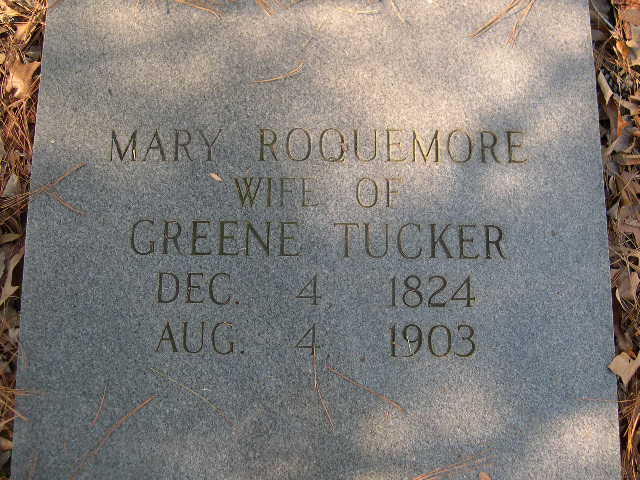 MARY ROQUEMORE
WIFE OF
GREENE TUCKER
DEC. 4, 1824
AUG. 4, 1903